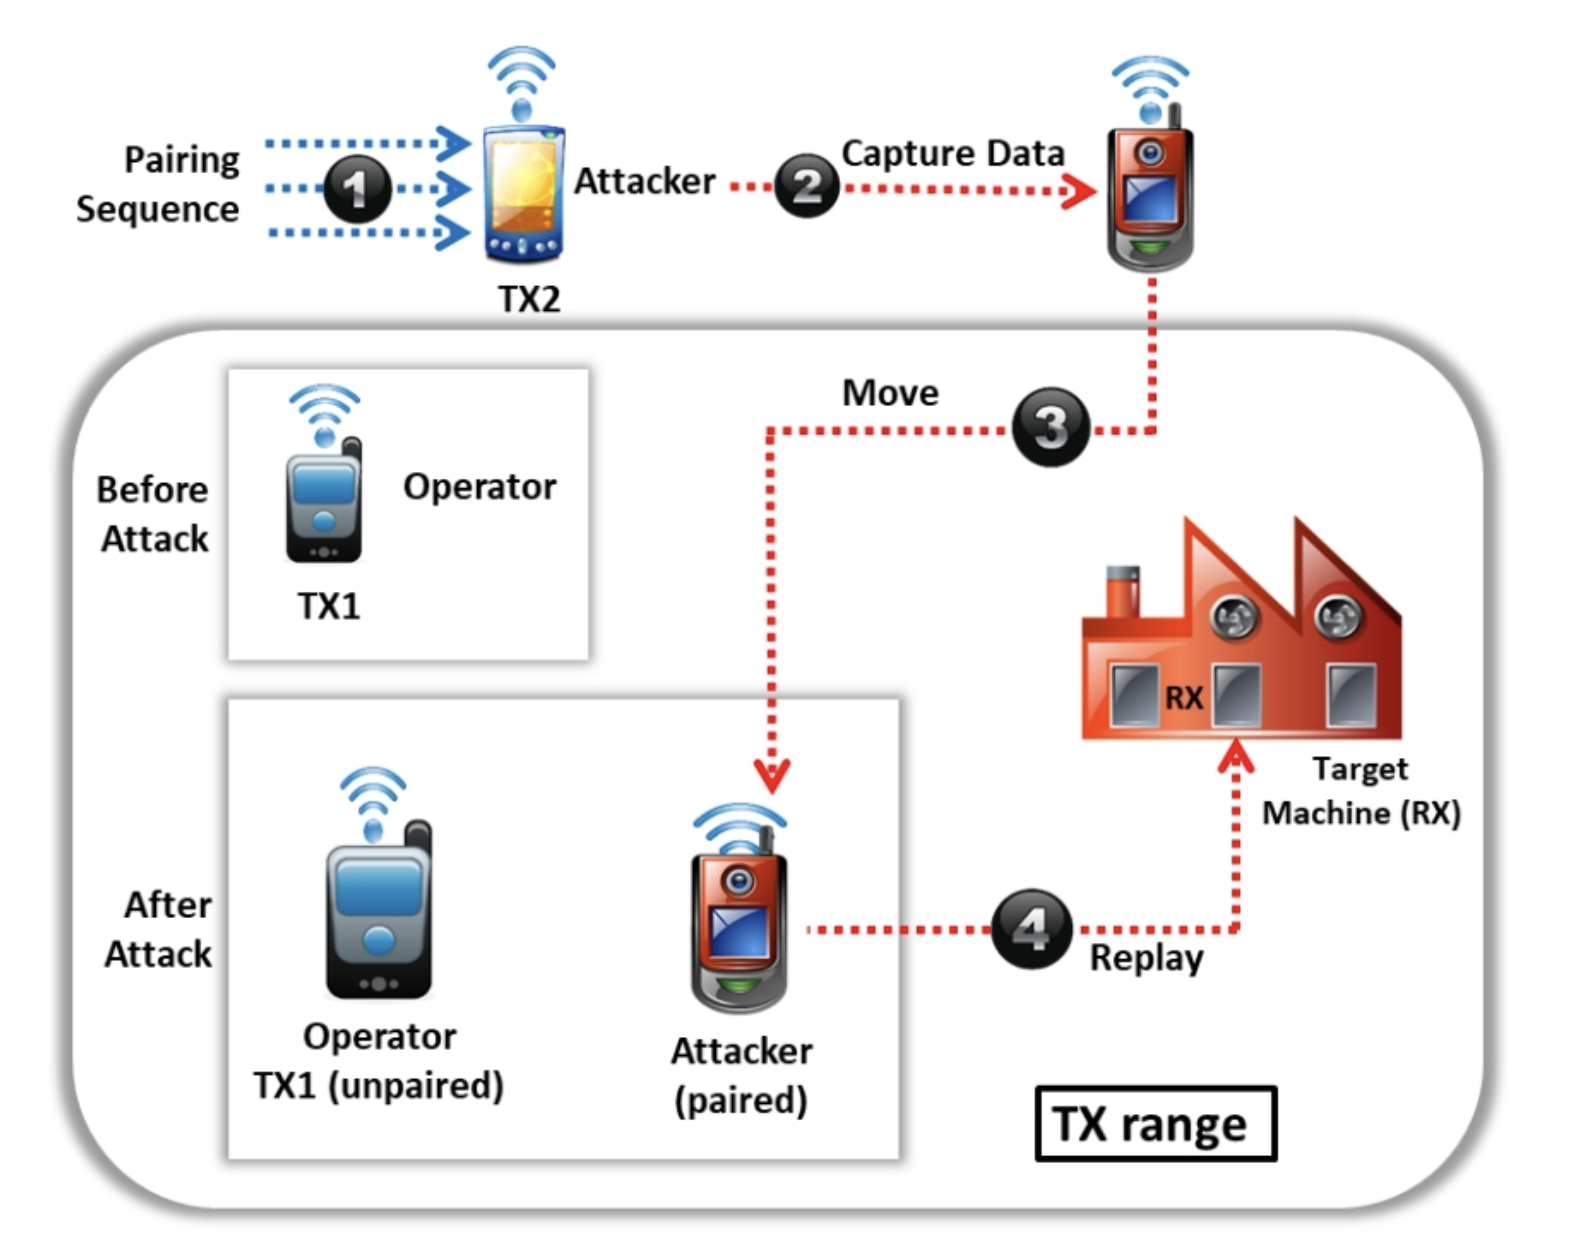 Pairing
Sequence
1
Attacker
2
Capture Data
TX2
Move
3
Before
Attack
Operator
TX1
RX
Target
Machine (RX)
After
Attack
4
Replay
Operator
TX1 (unpaired)
Attacker
(paired)
TX range